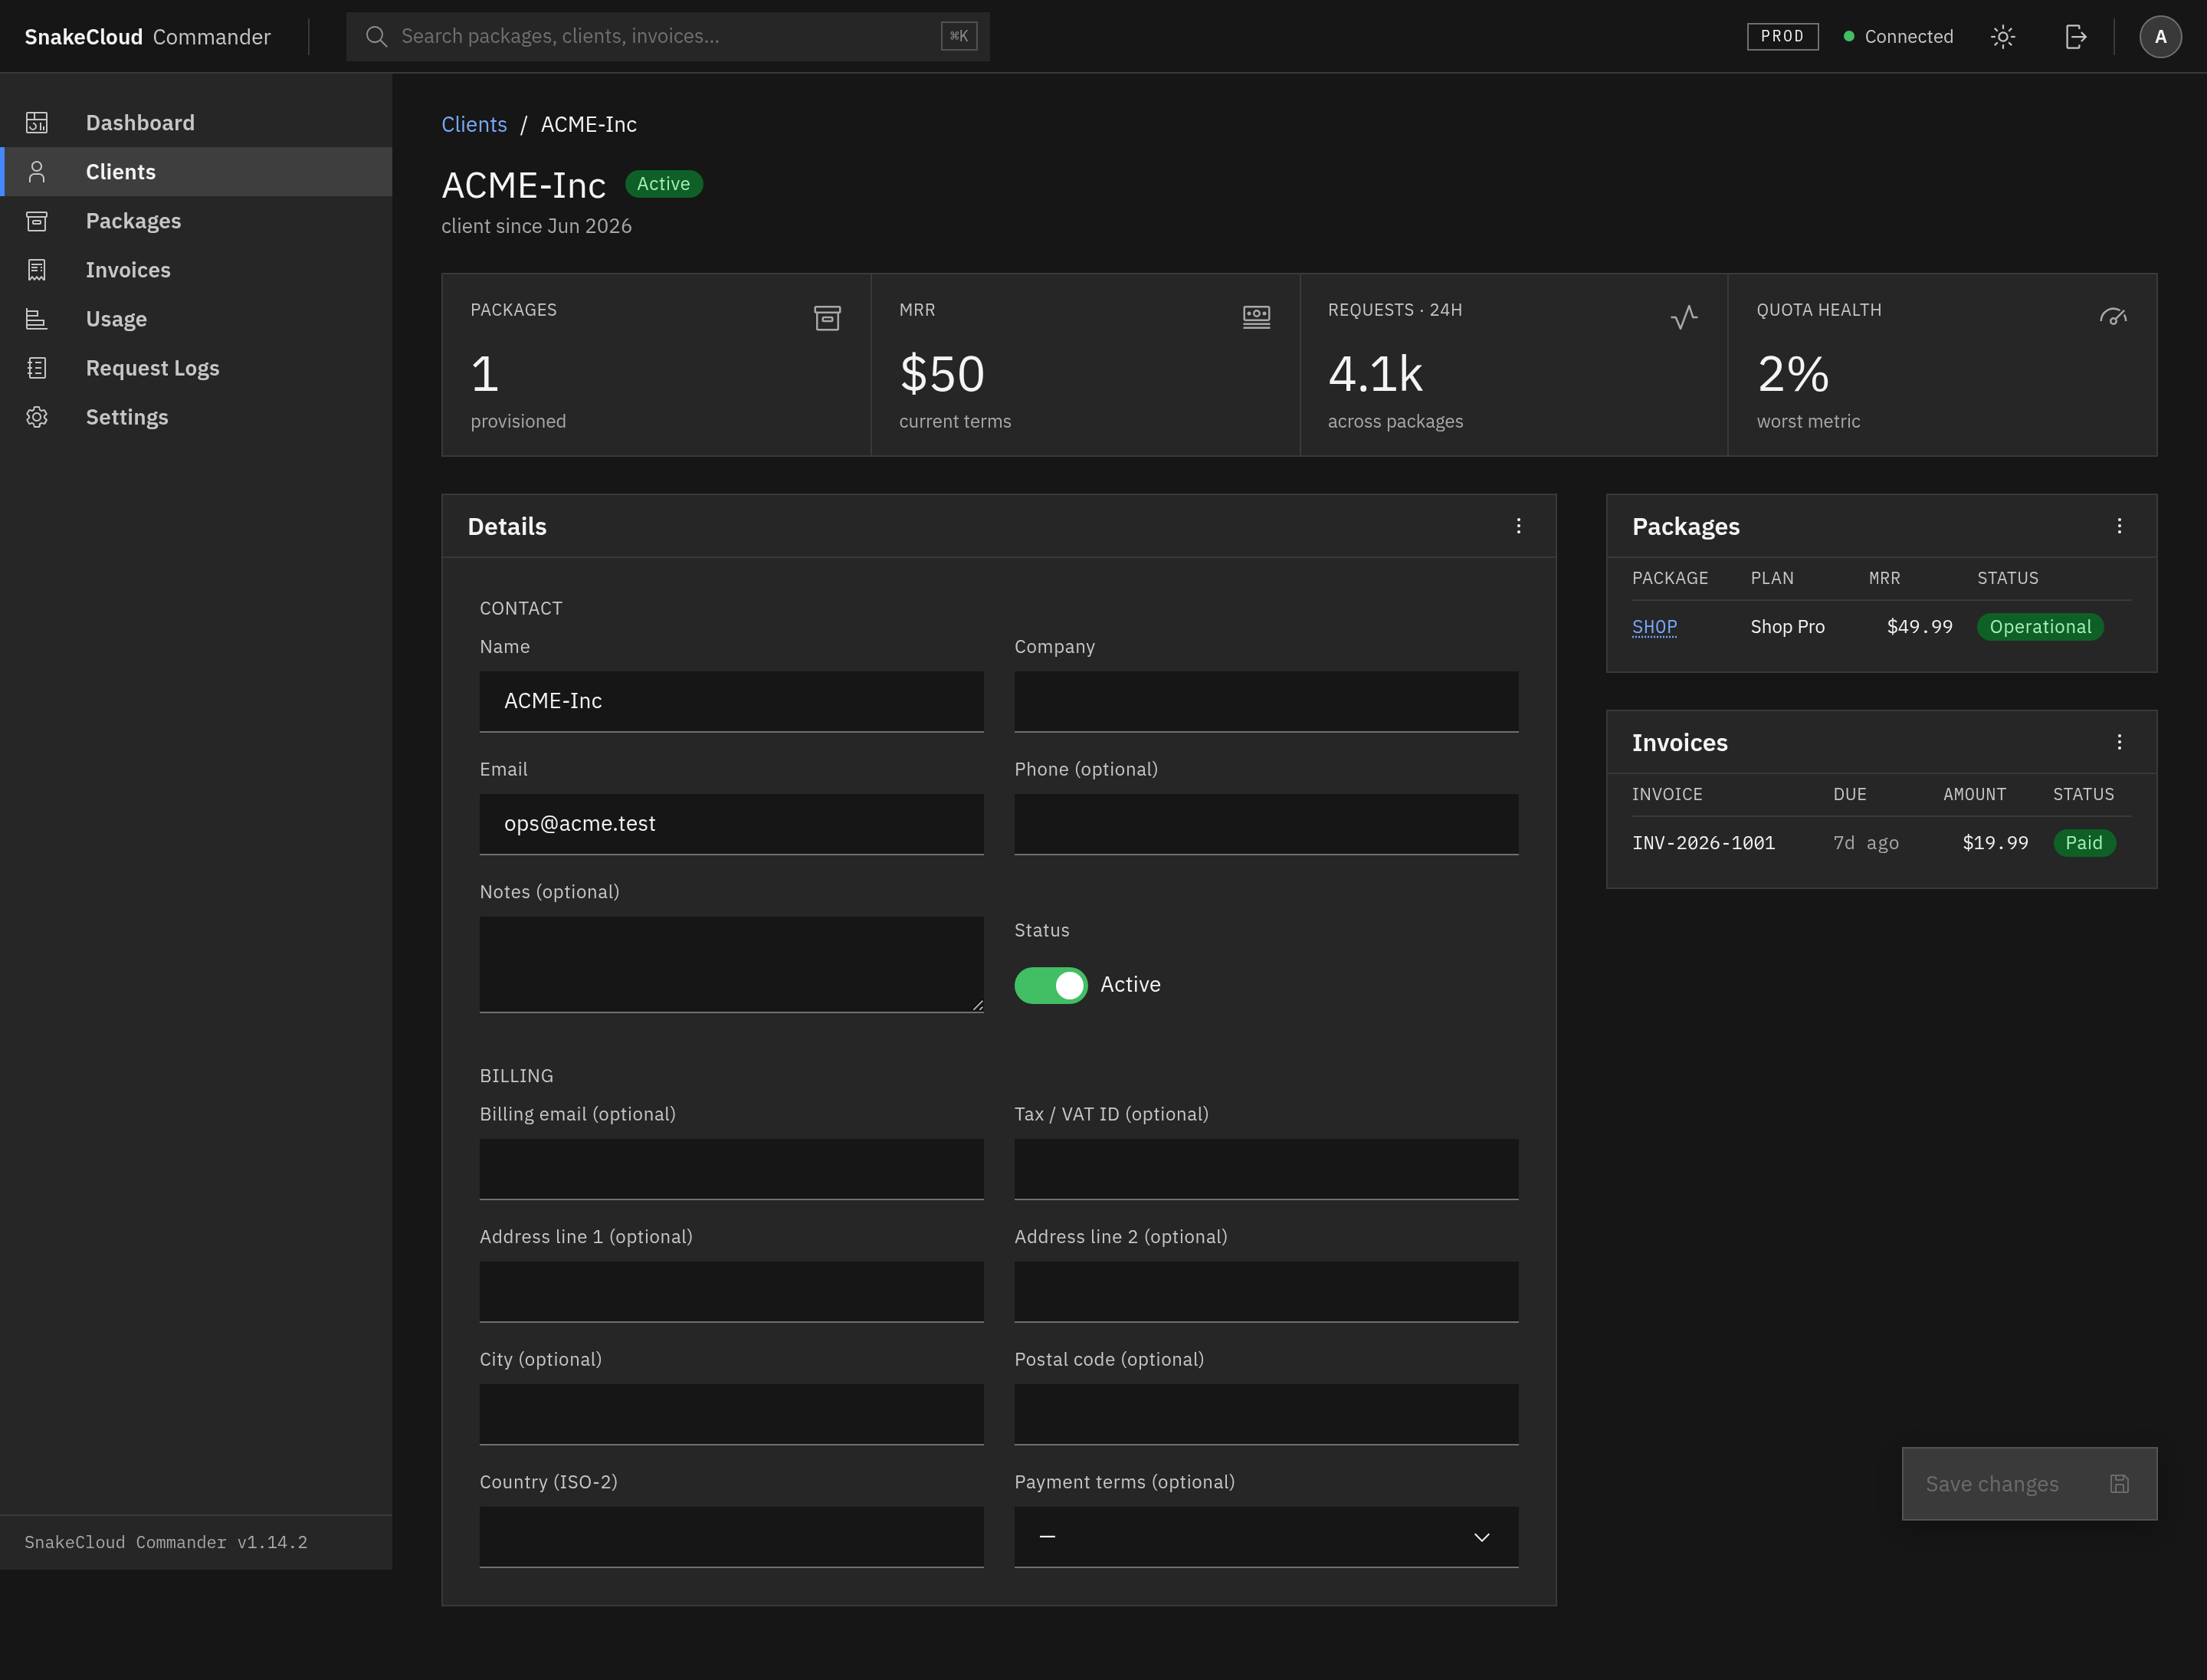 SnakeCloud Commander
Search packages, clients, invoices...
⌘K
PROD
Connected
A
Dashboard
Clients
Packages
Invoices
Usage
Request Logs
Settings
SnakeCloud Commander v1.14.2
Clients / ACME-Inc
ACME-Inc Active
client since Jun 2026
PACKAGES
1
provisioned
MRR
$50
current terms
REQUESTS · 24H
4.1k
across packages
QUOTA HEALTH
2%
worst metric
Details
CONTACT
Name
ACME-Inc
Company
Email
ops@acme.test
Phone (optional)
Notes (optional)
Status
Active
BILLING
Billing email (optional)
Tax / VAT ID (optional)
Address line 1 (optional)
Address line 2 (optional)
City (optional)
Postal code (optional)
Country (ISO-2)
Payment terms (optional)
—
Packages
PACKAGE PLAN MRR STATUS
SHOP Shop Pro $49.99 Operational
Invoices
INVOICE DUE AMOUNT STATUS
INV-2026-1001 7d ago $19.99 Paid
Save changes